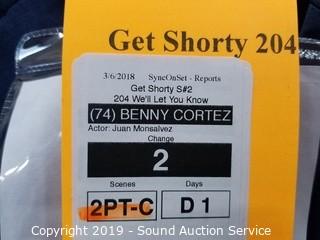 Get Shorty 204
3/6/2018 SyncOnSet - Reports
Get Shorty S#2
204 We'll Let You Know
(74) BENNY CORTEZ
Actor: Juan Monsalvez
Change
2
Scenes Days
2PT-C D 1
Copyright 2019 - Sound Auction Service